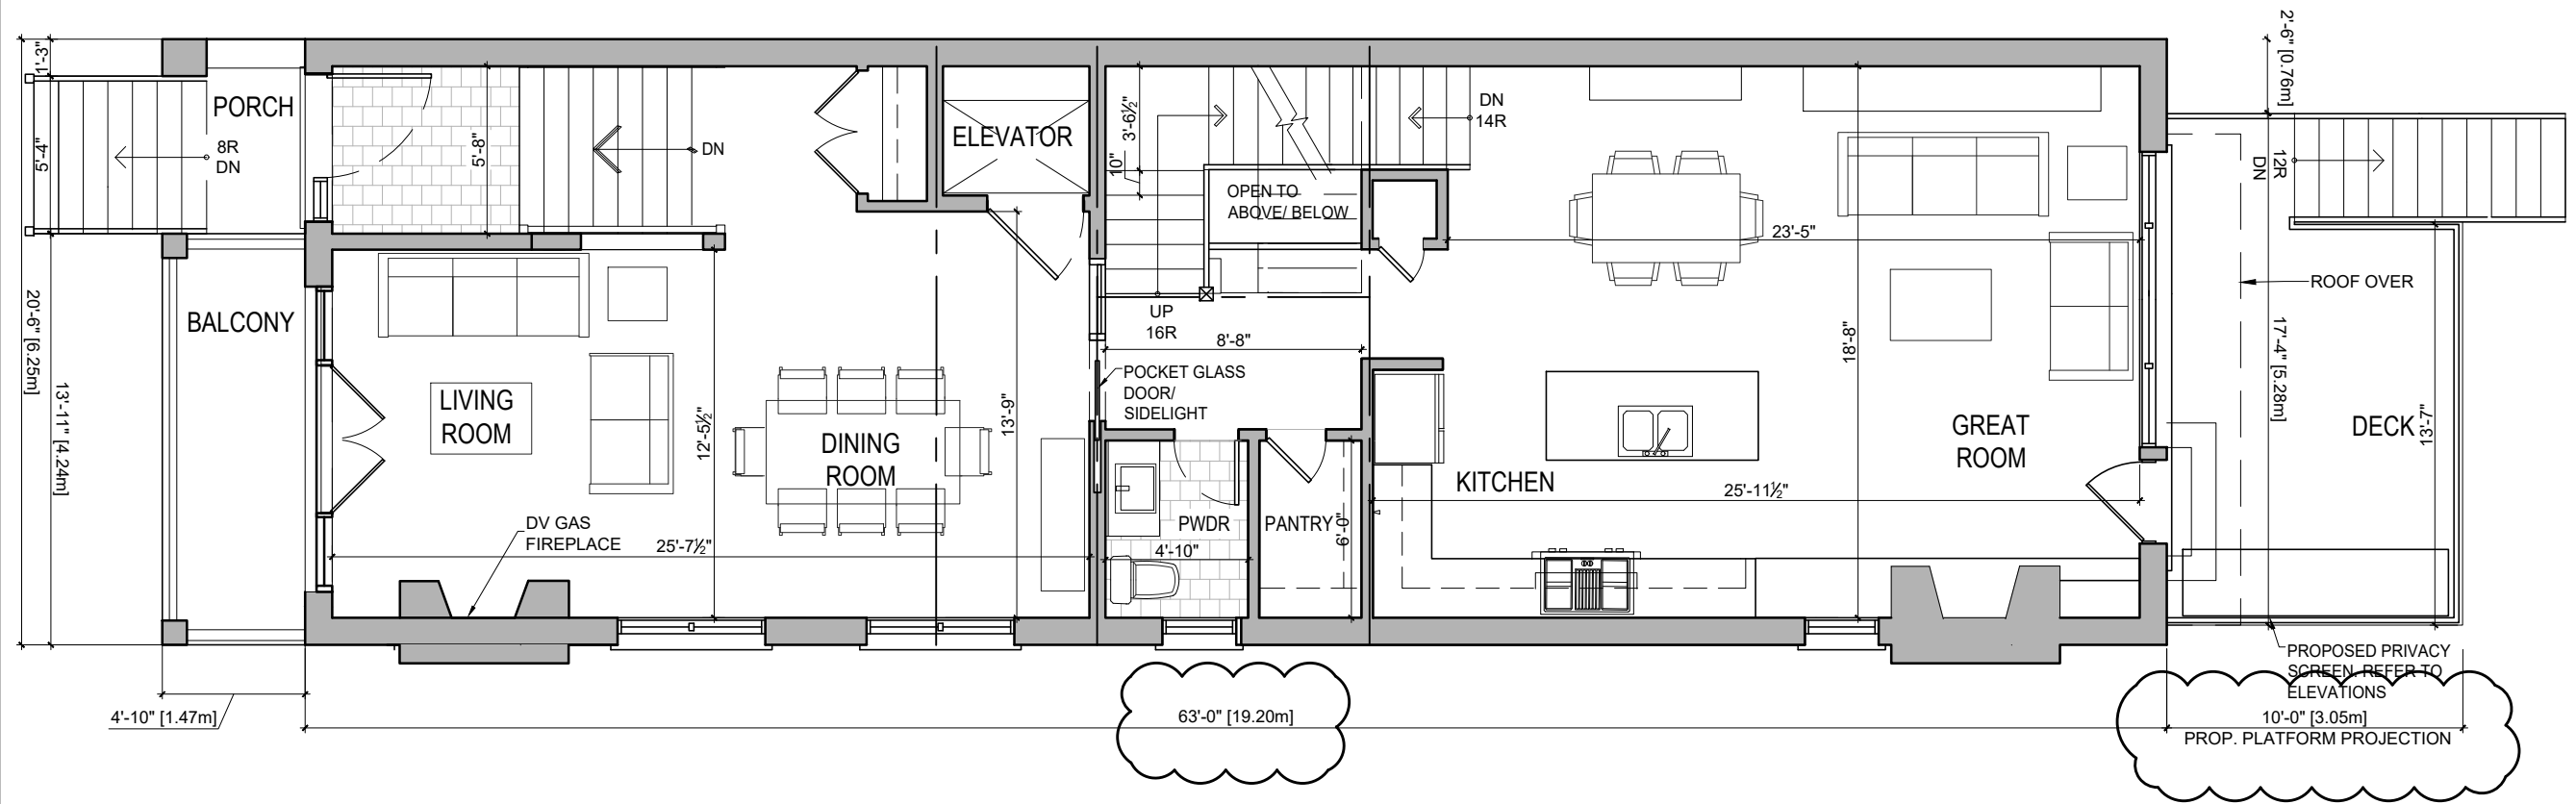 1'-3"
5'-4"
20'-6" [6.25m]
13'-11" [4.24m]
PORCH
8R
DN
5'-8"
DN
ELEVATOR
3'-6½"
10"
DN
14R
OPEN TO
ABOVE/ BELOW
2'-6" [0.76m]
12R
DN
23'-5"
ROOF OVER
BALCONY
UP
16R
8'-8"
18'-8"
17'-4" [5.28m]
POCKET GLASS
DOOR/
SIDELIGHT
LIVING
ROOM
12'-5½"
13'-9"
DINING
ROOM
GREAT
ROOM
DECK
13'-7"
KITCHEN
25'-11½"
DV GAS
FIREPLACE
25'-7½"
PWDR
4'-10"
PANTRY
6'-0"
PROPOSED PRIVACY
SCREEN. REFER TO
ELEVATIONS
4'-10" [1.47m]
63'-0" [19.20m]
10'-0" [3.05m]
PROP. PLATFORM PROJECTION